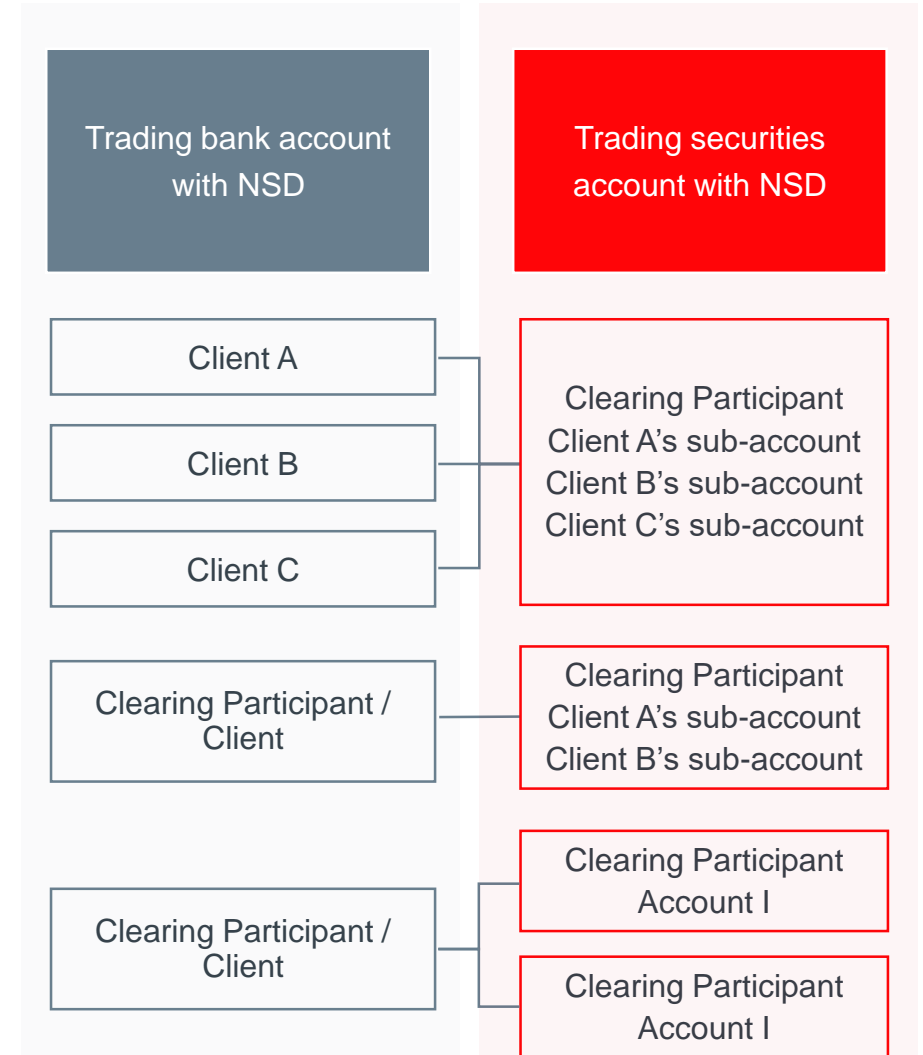 Trading bank account
with NSD
Trading securities
account with NSD
Client A
Client B
Client C
Clearing Participant
Client A’s sub-account
Client B’s sub-account
Client C’s sub-account
Clearing Participant /
Client
Clearing Participant
Client A’s sub-account
Client B’s sub-account
Clearing Participant /
Client
Clearing Participant
Account I
Clearing Participant
Account I